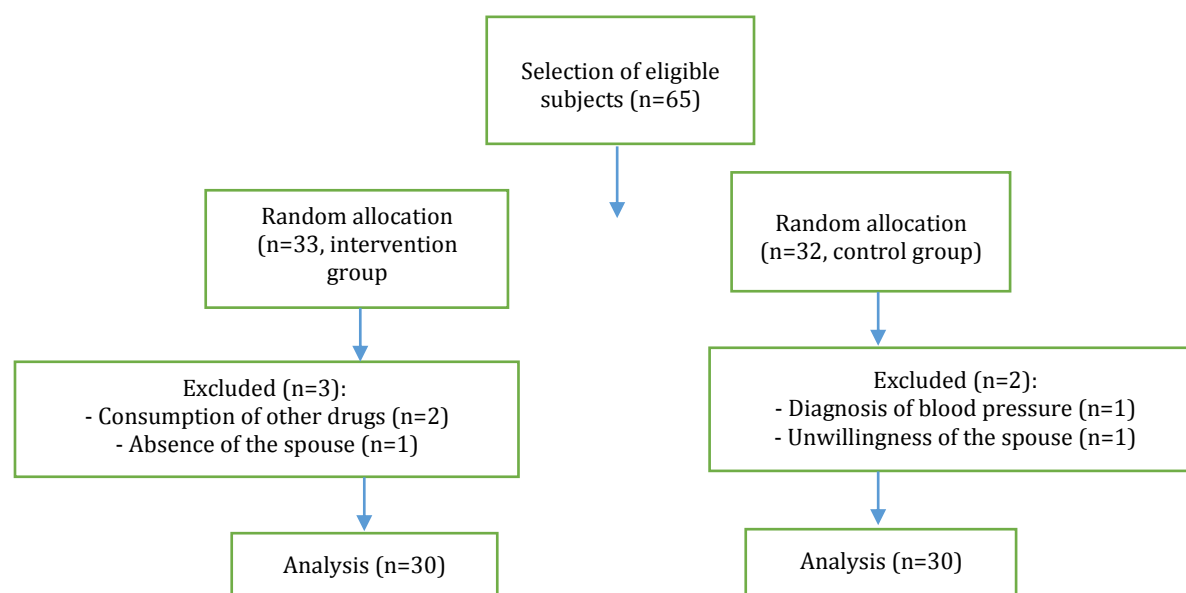 Selection of eligible
subjects (n=65)
Random allocation
(n=33, intervention
group
Random allocation
(n=32, control group)
Excluded (n=3):
- Consumption of other drugs (n=2)
- Absence of the spouse (n=1)
Excluded (n=2):
- Diagnosis of blood pressure (n=1)
- Unwillingness of the spouse (n=1)
Analysis (n=30)
Analysis (n=30)